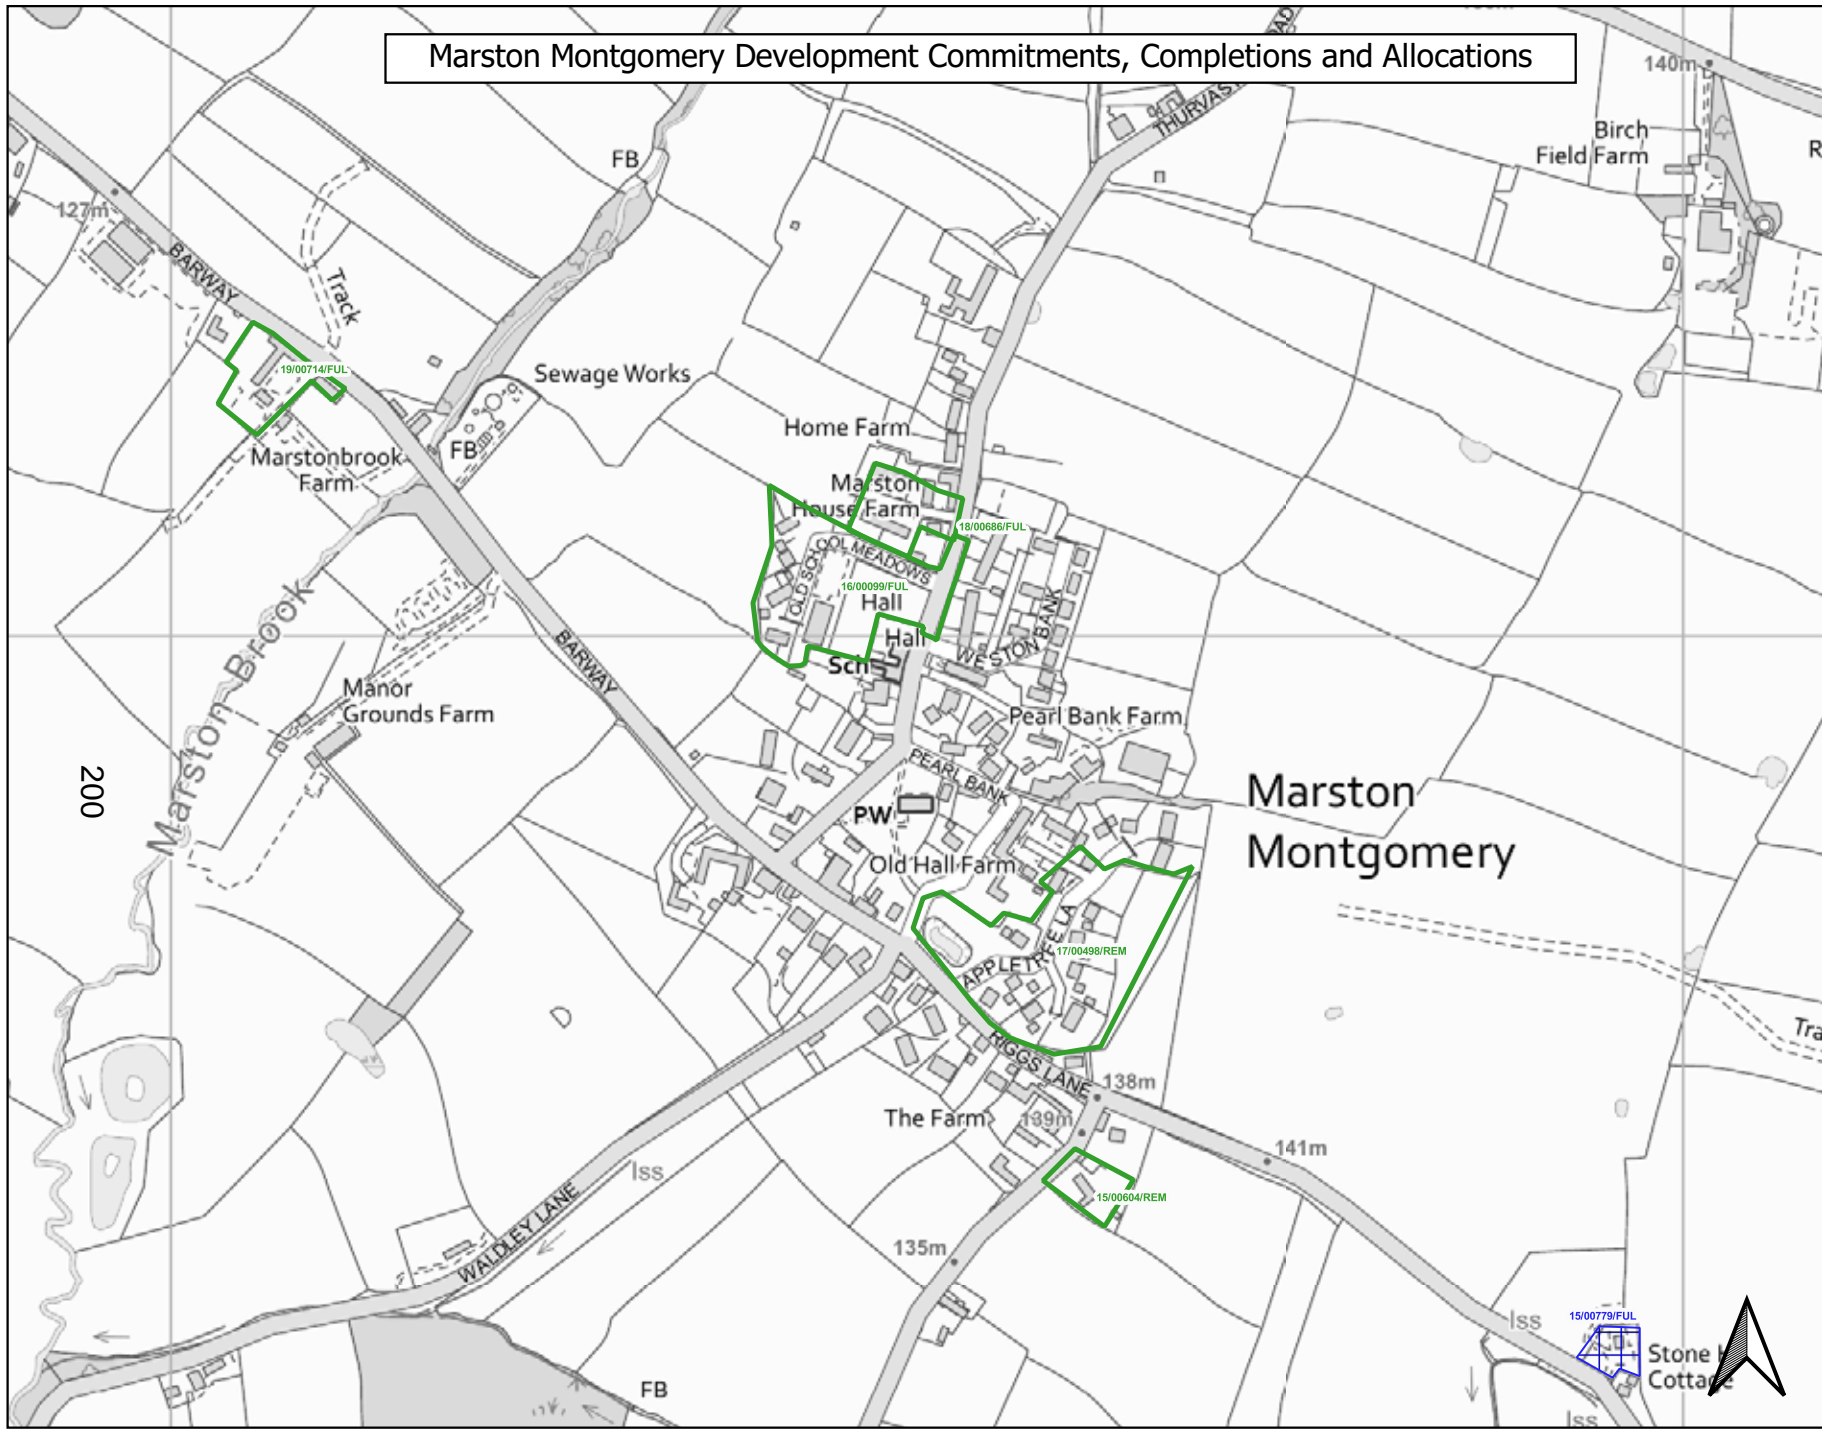 Marston Montgomery Development Commitments, Completions and Allocations
140m
THURVAST
Birch
Field Farm
R
FB
127m
BARWAY
Track
19/00714/FUL
Sewage Works
Marstonbrook
Farm
FB
Home Farm
Marston
House Farm
18/00686/FUL
OLD SCHOOL MEADOWS
16/00099/FUL
Hall
Hall
Sch
WESTON BANK
BARWAY
Marston Brook
Manor
Grounds Farm
200
Pearl Bank Farm
PEARL BANK
PW
Marston
Montgomery
Old Hall Farm
APPLETREE LA
17/00498/REM
RIGGS LANE
138m
139m
The Farm
141m
Iss
15/00604/REM
WALDLEY LANE
135m
Tra
Iss
15/00779/FUL
Stone H
Cottage
FB
Iss